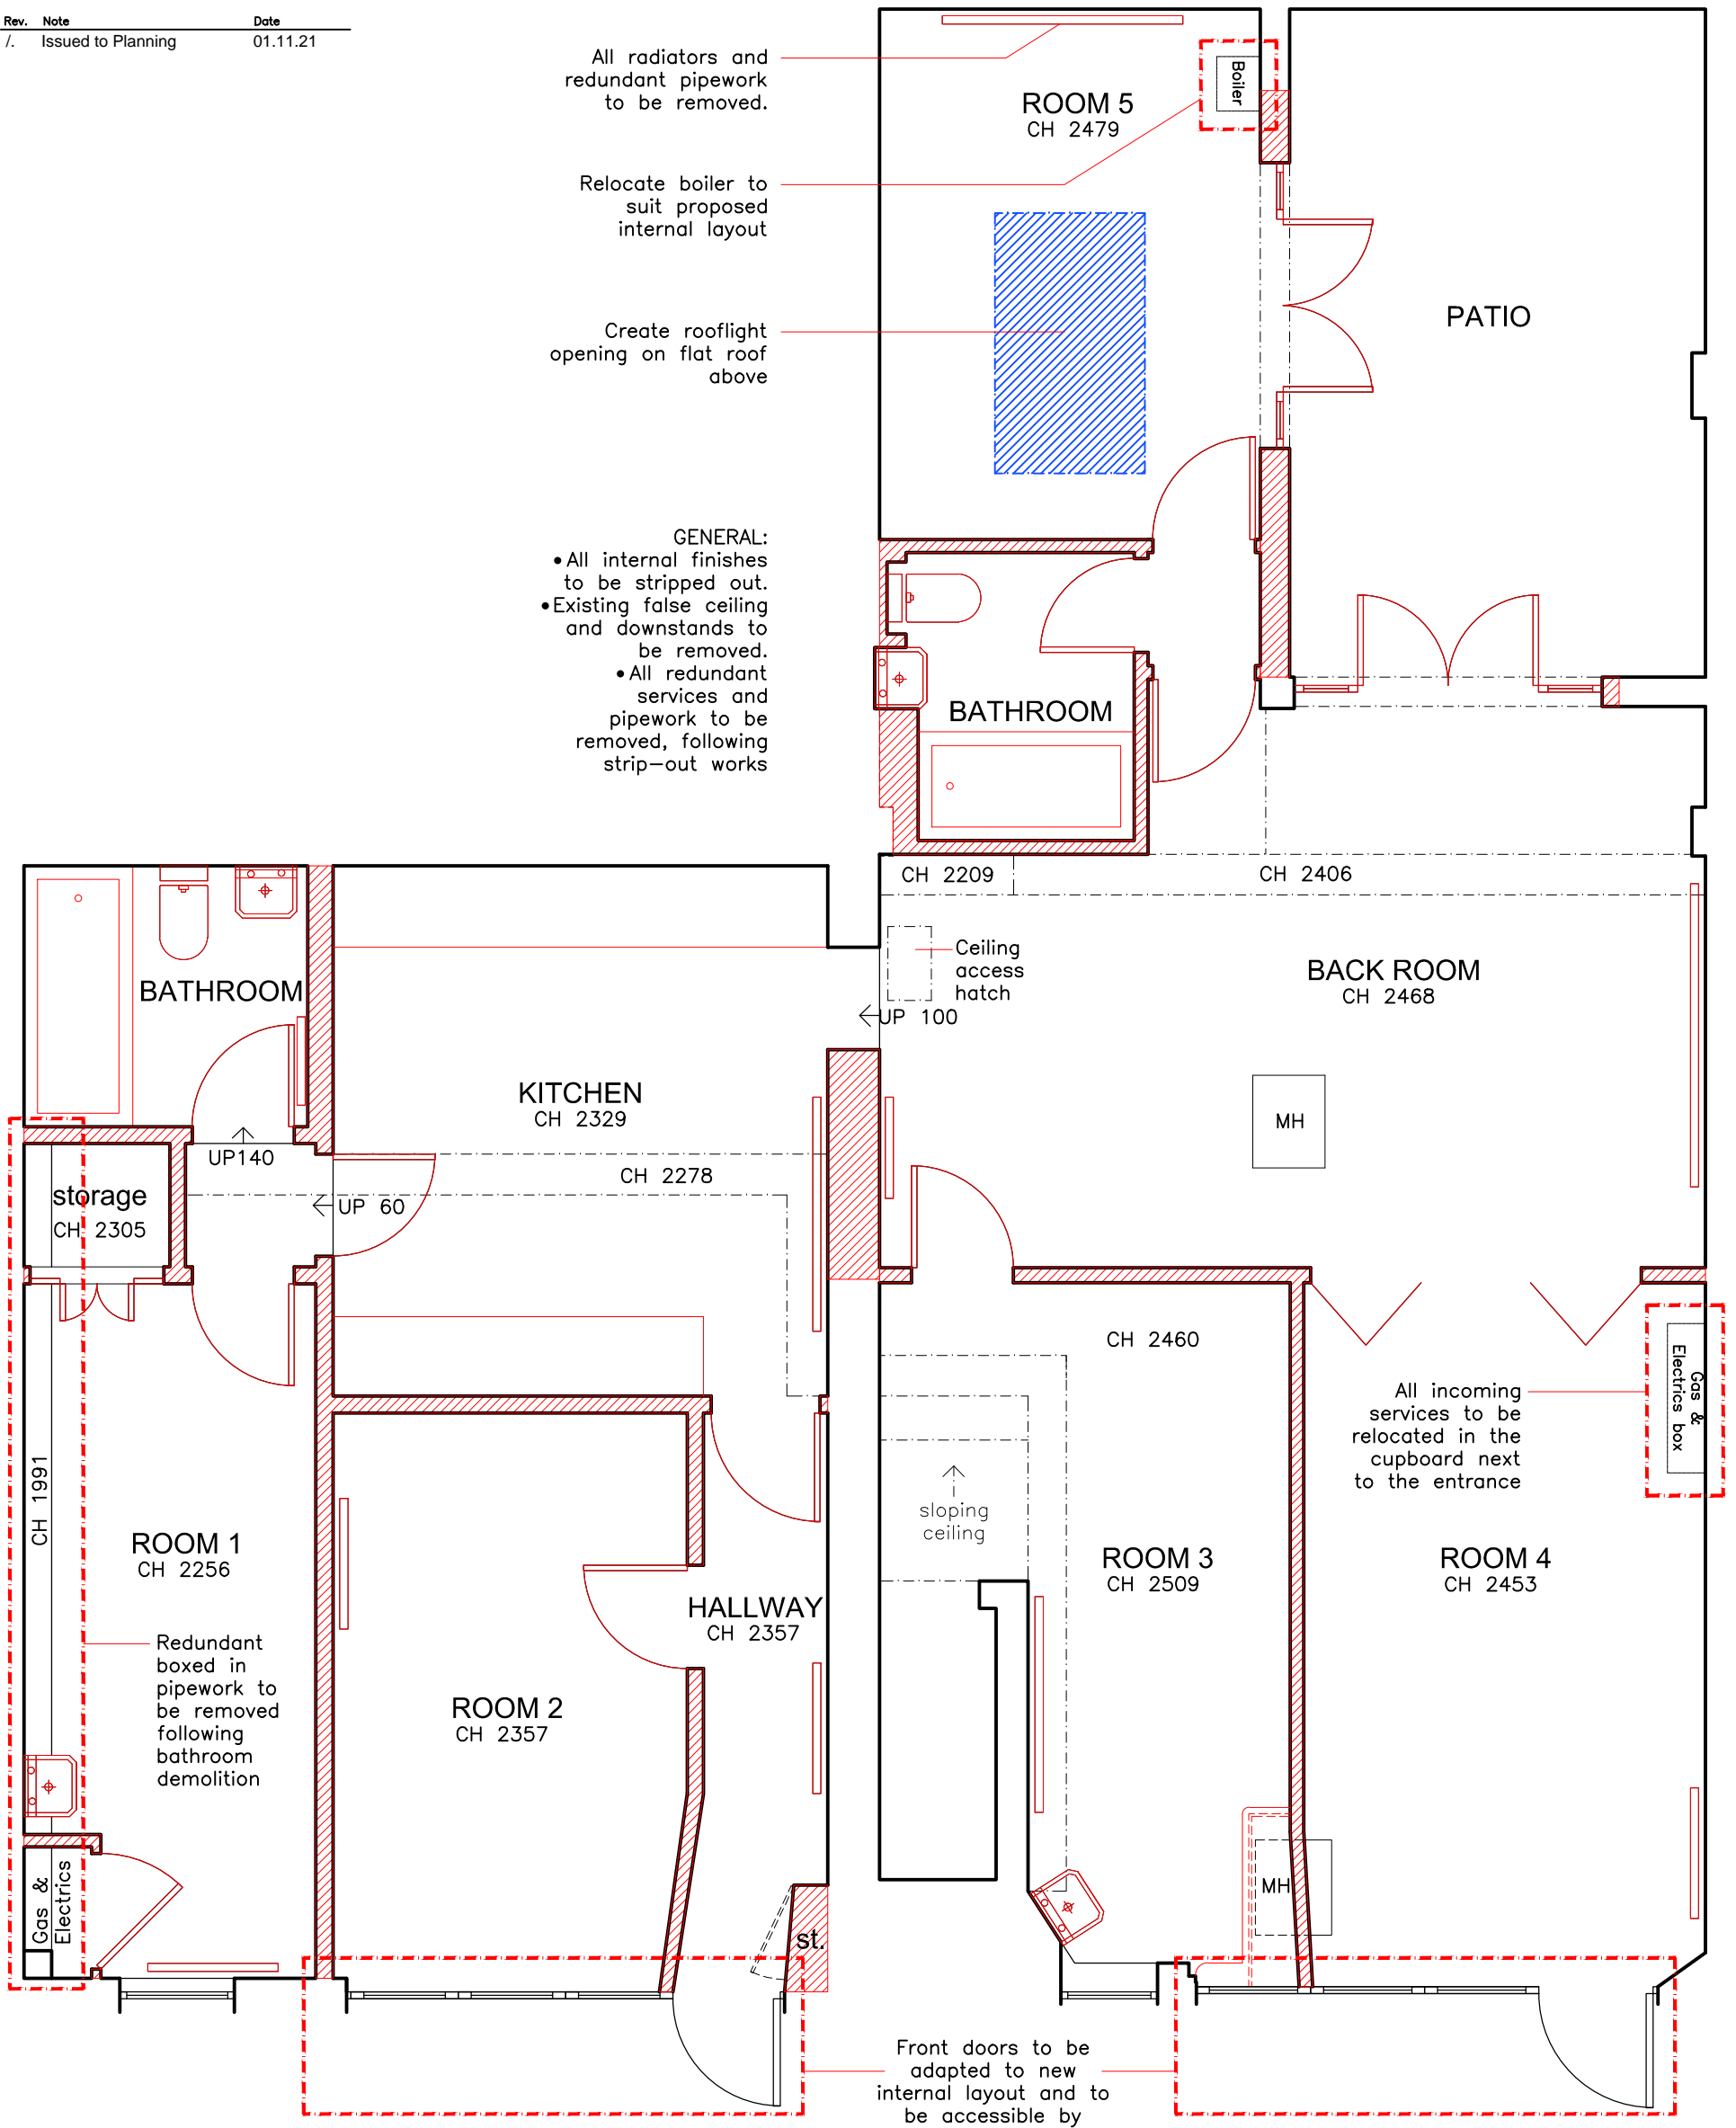 Rev. Note Date
/. Issued to Planning 01.11.21
All radiators and
redundant pipework
to be removed.
Boiler
ROOM 5
CH 2479
Relocate boiler to
suit proposed
internal layout
PATIO
Create rooflight
opening on flat roof
above
GENERAL:
•All internal finishes
to be stripped out.
•Existing false ceiling
and downstands to
be removed.
•All redundant
services and
pipework to be
removed, following
strip-out works
BATHROOM
CH 2209
CH 2406
Ceiling
access
hatch
BACK ROOM
CH 2468
BATHROOM
UP 100
KITCHEN
CH 2329
MH
UP140
CH 2278
storage
CH 2305
UP 60
CH 2460
Gas &
Electrics box
All incoming
services to be
relocated in the
cupboard next
to the entrance
CH 1991
sloping
ceiling
ROOM 1
CH 2256
ROOM 3
CH 2509
ROOM 4
CH 2453
HALLWAY
CH 2357
Redundant
boxed in
pipework to
be removed
following
bathroom
demolition
ROOM 2
CH 2357
Gas &
Electrics
MH
st.
Front doors to be
adapted to new
internal layout and to
be accessible by